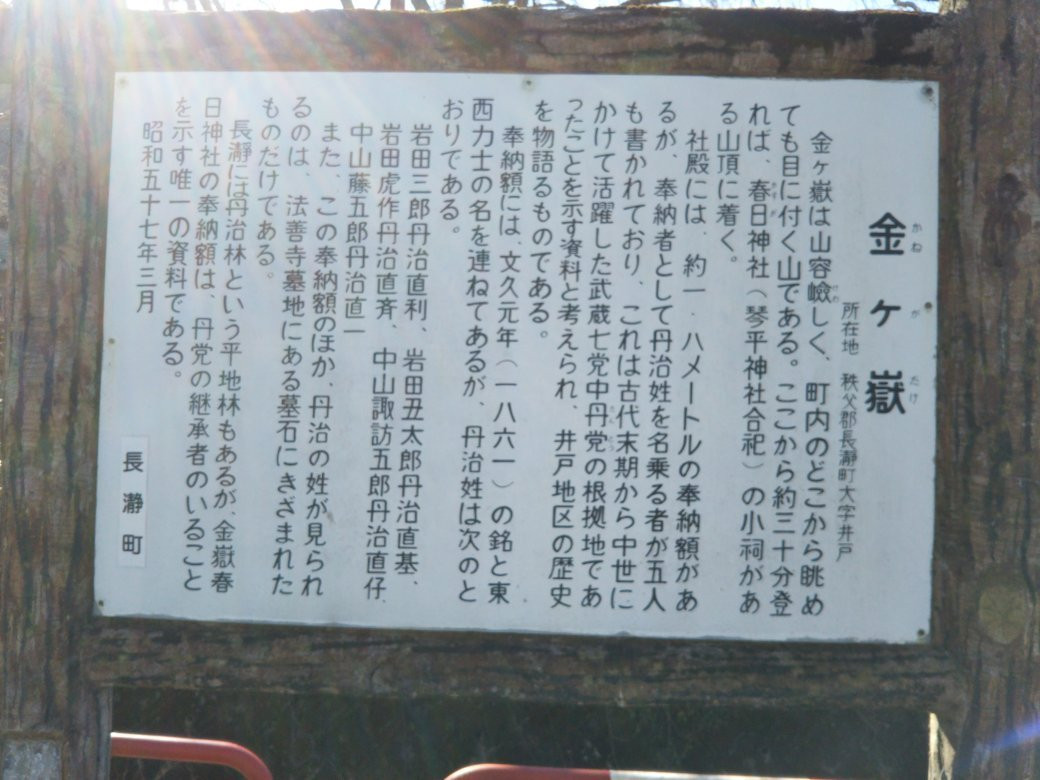 金ヶ嶽
所在地　秩父郡長瀞町大字井戸
金ヶ嶽は山容嶮しく、町内のどこから眺め
ても目に付く山である。ここから約三十分登
れば、春日神社（琴平神社合祀）の小祠があ
る山頂に着く。
社殿には、約一．八メートルの奉納額があ
るが、奉納者として丹治姓を名乗る者が五人
も書かれており、これは古代末期から中世に
かけて活躍した武蔵七党中丹党の根拠地であ
ったことを示す資料と考えられ、井戸地区の歴史
を物語るものである。
奉納額には、文久元年（一八六一）の銘と東
西力士の名を連ねてあるが、丹治姓は次のと
おりである。
岩田三郎丹治直利、岩田丑太郎丹治直基、
岩田虎作丹治直斉、中山諏訪五郎丹治直仔
中山藤五郎丹治直一
また、この奉納額のほか、丹治の姓が見られ
るのは、法善寺墓地にある墓石にきざまれた
ものだけである。
長瀞には丹治林という平地林もあるが、金嶽春
日神社の奉納額は、丹党の継承者のいること
を示す唯一の資料である。
昭和五十七年三月
長瀞町